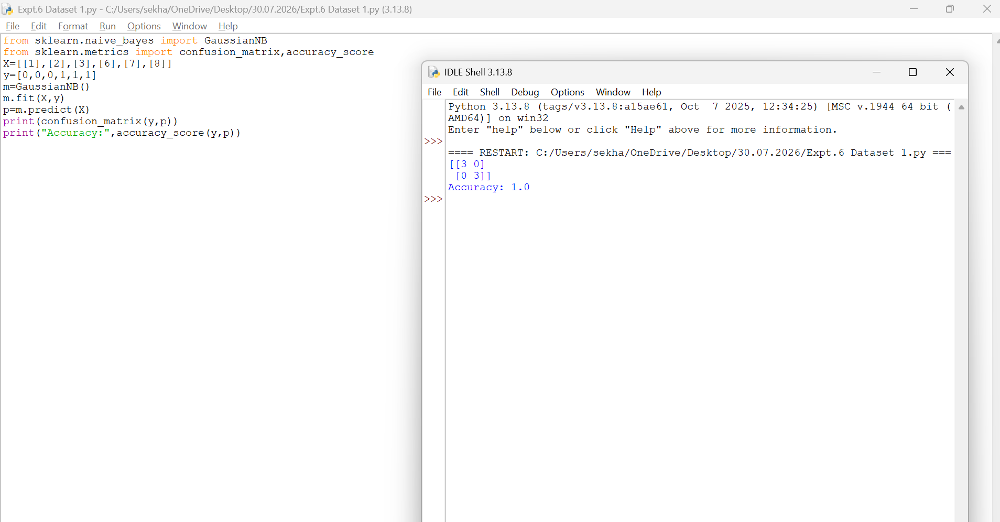 Expt.6 Dataset 1.py - C:/Users/sekha/OneDrive/Desktop/30.07.2026/Expt.6 Dataset 1.py (3.13.8)
File Edit Format Run Options Window Help
from sklearn.naive_bayes import GaussianNB
from sklearn.metrics import confusion_matrix,accuracy_score
X=[[1],[2],[3],[6],[7],[8]]
y=[0,0,0,1,1,1]
m=GaussianNB()
m.fit(X,y)
p=m.predict(X)
print(confusion_matrix(y,p))
print("Accuracy:",accuracy_score(y,p))
IDLE Shell 3.13.8
File Edit Shell Debug Options Window Help
Python 3.13.8 (tags/v3.13.8:a15ae61, Oct  7 2025, 12:34:25) [MSC v.1944 64 bit (
AMD64)] on win32
Enter "help" below or click "Help" above for more information.
>>>
==== RESTART: C:/Users/sekha/OneDrive/Desktop/30.07.2026/Expt.6 Dataset 1.py ===
[[3 0]
 [0 3]]
Accuracy: 1.0
>>>